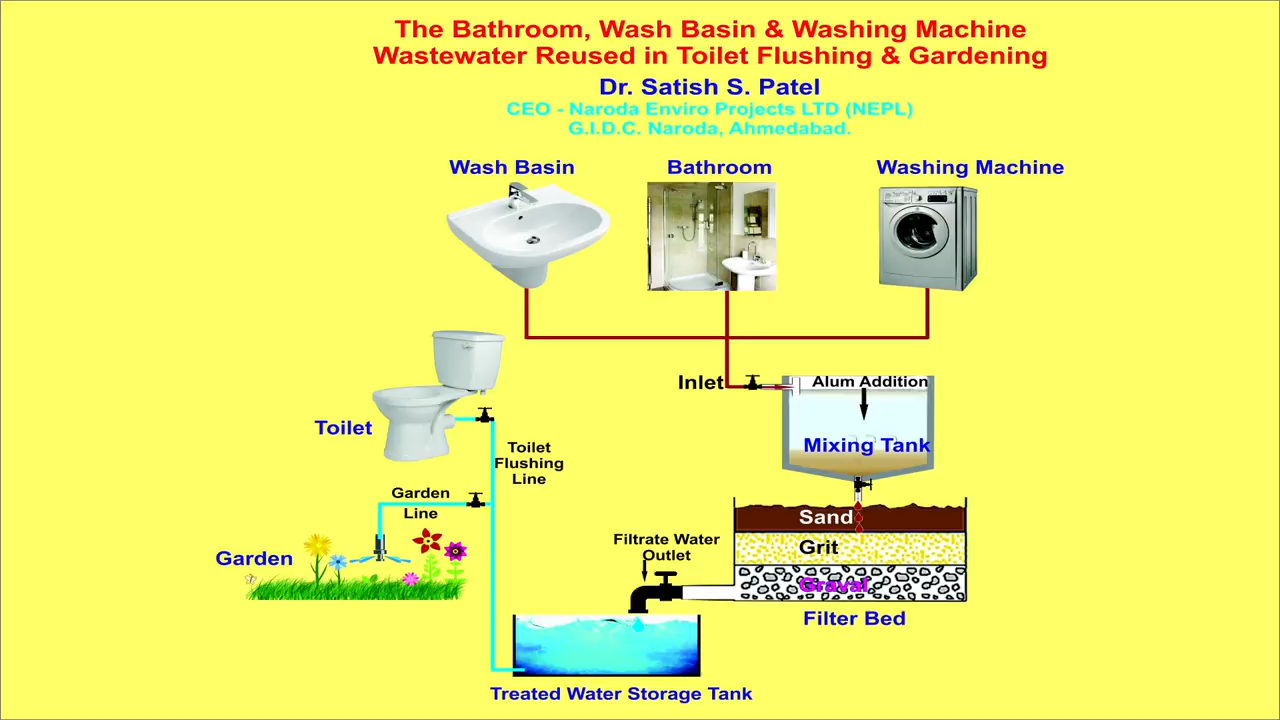 The Bathroom, Wash Basin & Washing Machine
Wastewater Reused in Toilet Flushing & Gardening
Dr. Satish S. Patel
CEO - Naroda Enviro Projects LTD (NEPL)
G.I.D.C. Naroda, Ahmedabad.
Wash Basin
Bathroom
Washing Machine
Inlet
Alum Addition
Mixing Tank
Toilet
Toilet
Flushing
Line
Garden
Line
Garden
Sand
Grit
Graval
Filter Bed
Filtrate Water
Outlet
Treated Water Storage Tank